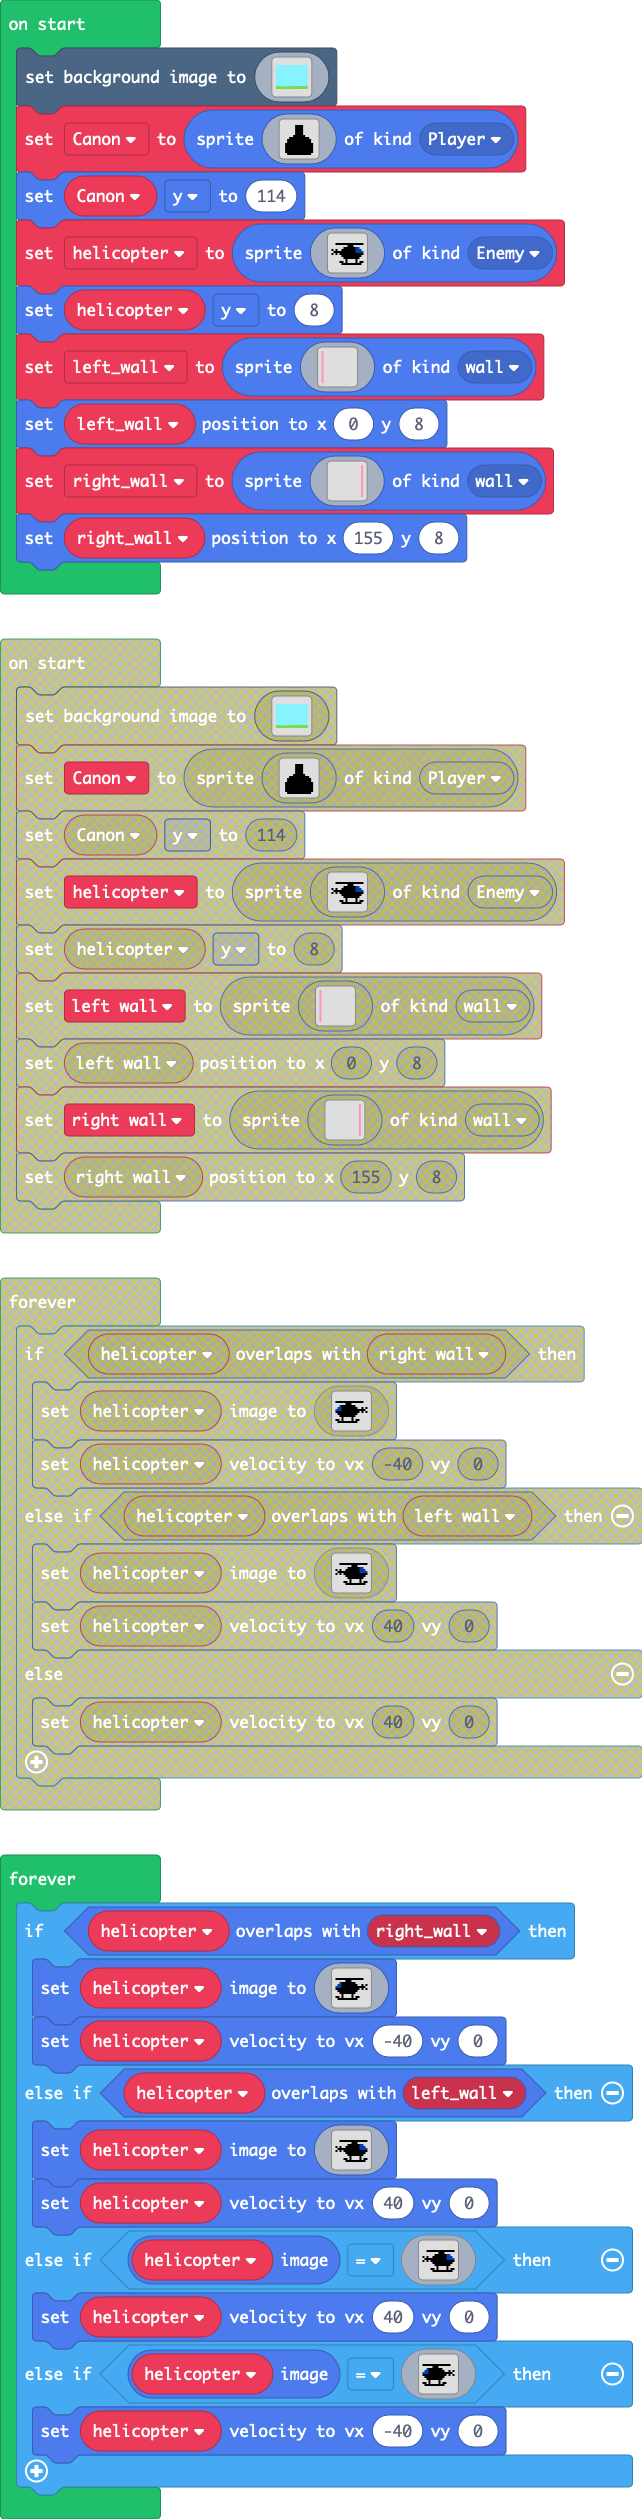 on start
set background image to
set Canon to sprite of kind Player
set Canon y to 114
set helicopter to sprite of kind Enemy
set helicopter y to 8
set left_wall to sprite of kind wall
set left_wall position to x 0 y 8
set right_wall to sprite of kind wall
set right_wall position to x 155 y 8
on start
set background image to
set Canon to sprite of kind Player
set Canon y to 114
set helicopter to sprite of kind Enemy
set helicopter y to 8
set left wall to sprite of kind wall
set left wall position to x 0 y 8
set right wall to sprite of kind wall
set right wall position to x 155 y 8
forever
if helicopter overlaps with right wall then
set helicopter image to
set helicopter velocity to vx -40 vy 0
else if helicopter overlaps with left wall then
set helicopter image to
set helicopter velocity to vx 40 vy 0
else
set helicopter velocity to vx 40 vy 0
forever
if helicopter overlaps with right_wall then
set helicopter image to
set helicopter velocity to vx -40 vy 0
else if helicopter overlaps with left_wall then
set helicopter image to
set helicopter velocity to vx 40 vy 0
else if helicopter image = then
set helicopter velocity to vx 40 vy 0
else if helicopter image = then
set helicopter velocity to vx -40 vy 0